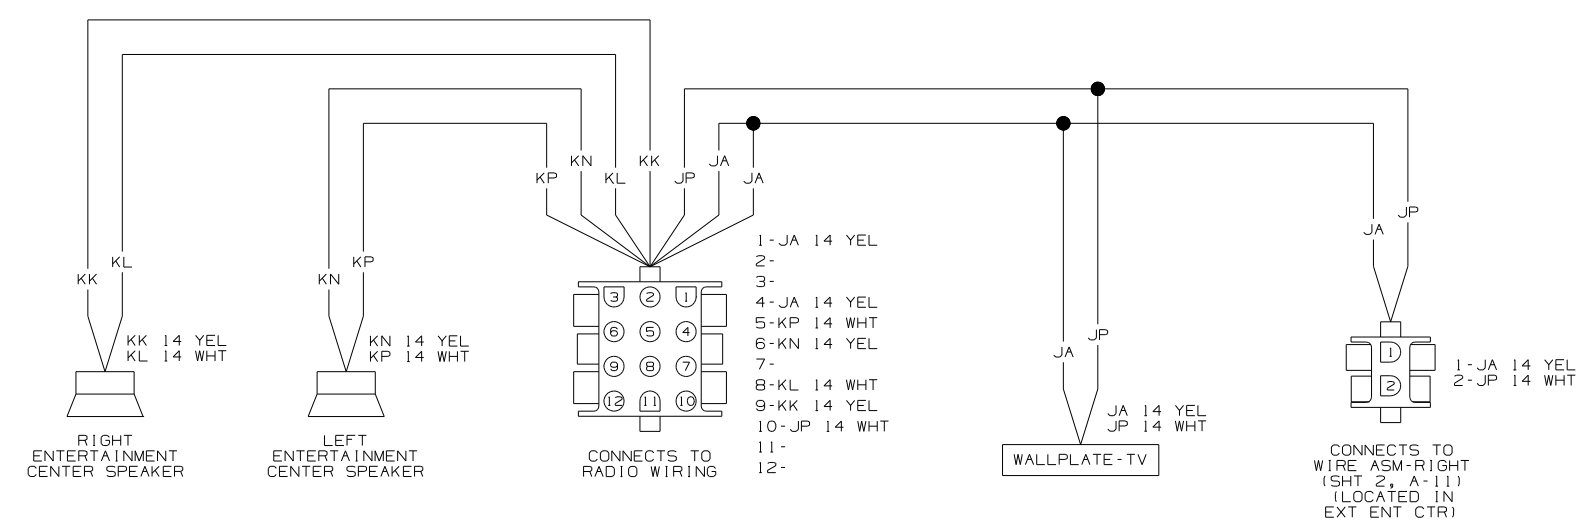 KK
KL
KN
KP
KP
KN
KL
KK
JP
JA
JA
JA
JP
JA
JP
KK 14 YEL
KL 14 WHT
RIGHT
ENTERTAINMENT
CENTER SPEAKER
KN 14 YEL
KP 14 WHT
LEFT
ENTERTAINMENT
CENTER SPEAKER
3 2 1
6 5 4
9 8 7
12 11 10
CONNECTS TO
RADIO WIRING
1-JA 14 YEL
2-
3-
4-JA 14 YEL
5-KP 14 WHT
6-KN 14 YEL
7-
8-KL 14 WHT
9-KK 14 YEL
10-JP 14 WHT
11-
12-
JA 14 YEL
JP 14 WHT
WALLPLATE-TV
1
2
1-JA 14 YEL
2-JP 14 WHT
CONNECTS TO
WIRE ASM-RIGHT
(SHT 2, A-11)
(LOCATED IN
EXT ENT CTR)